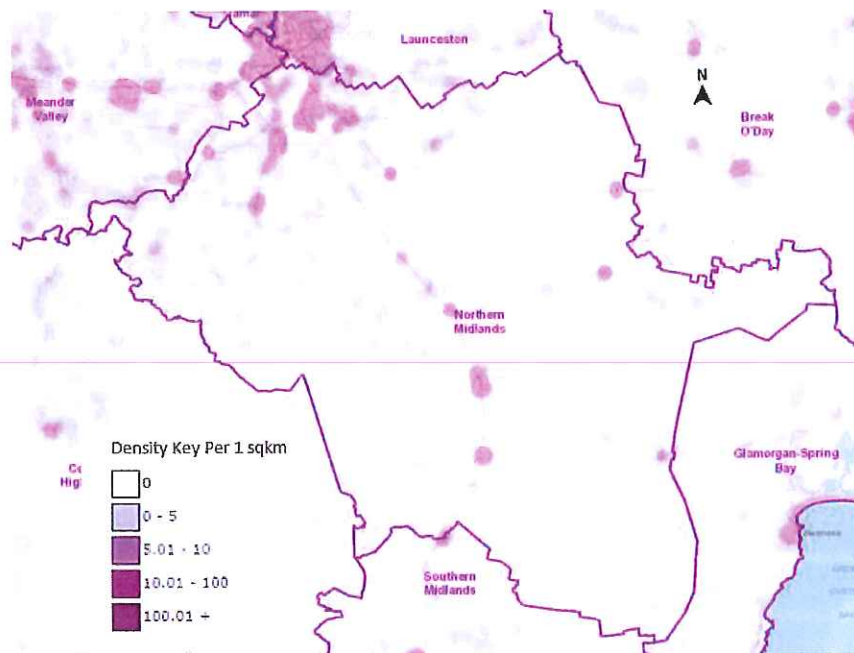 Launceston
N
Meander
Valley
Break
O'Day
Northern
Midlands
Density Key Per 1 sqkm
0
0 - 5
5.01 - 10
10.01 - 100
100.01 +
Glamorgan-Spring
Bay
Southern
Midlands